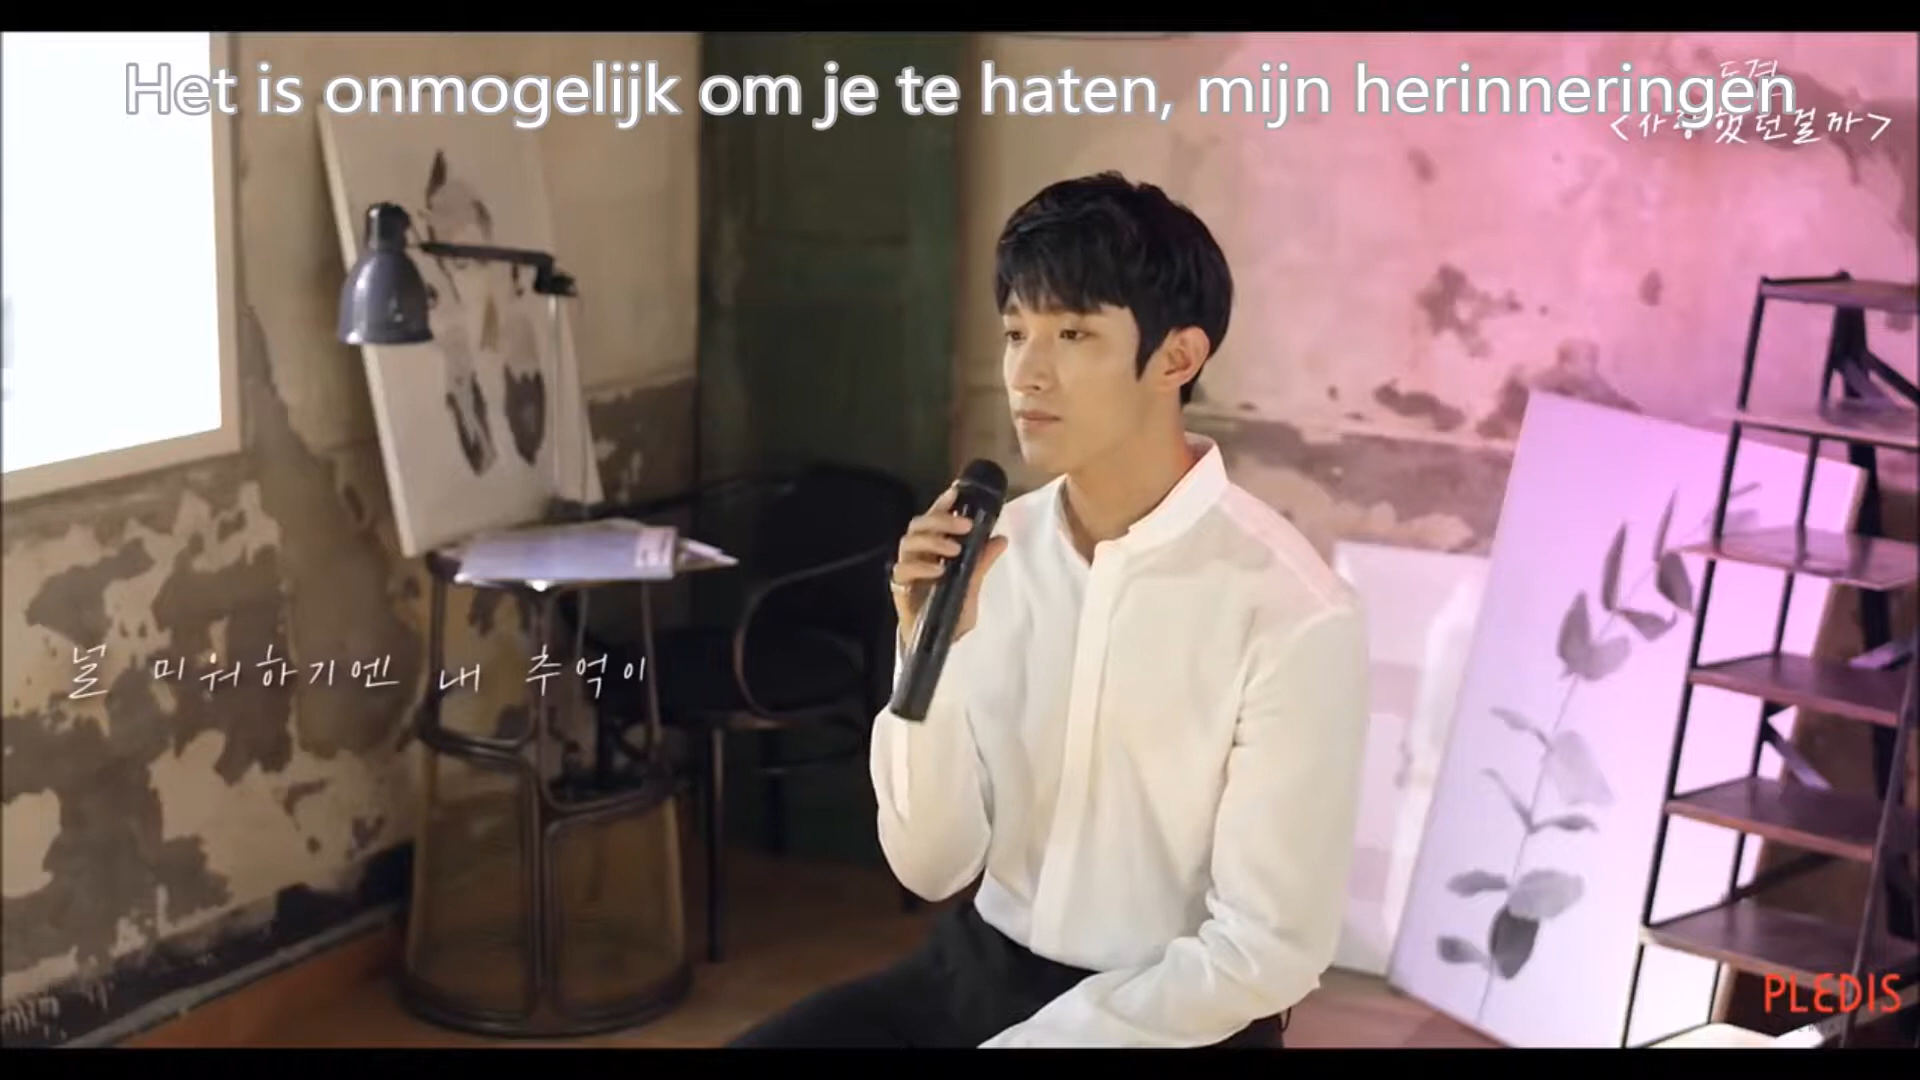 Het is onmogelijk om je te haten, mijn herinneringen
도겸
<사랑했던걸까>
널 미워하기엔 내 추억이
PLEDIS